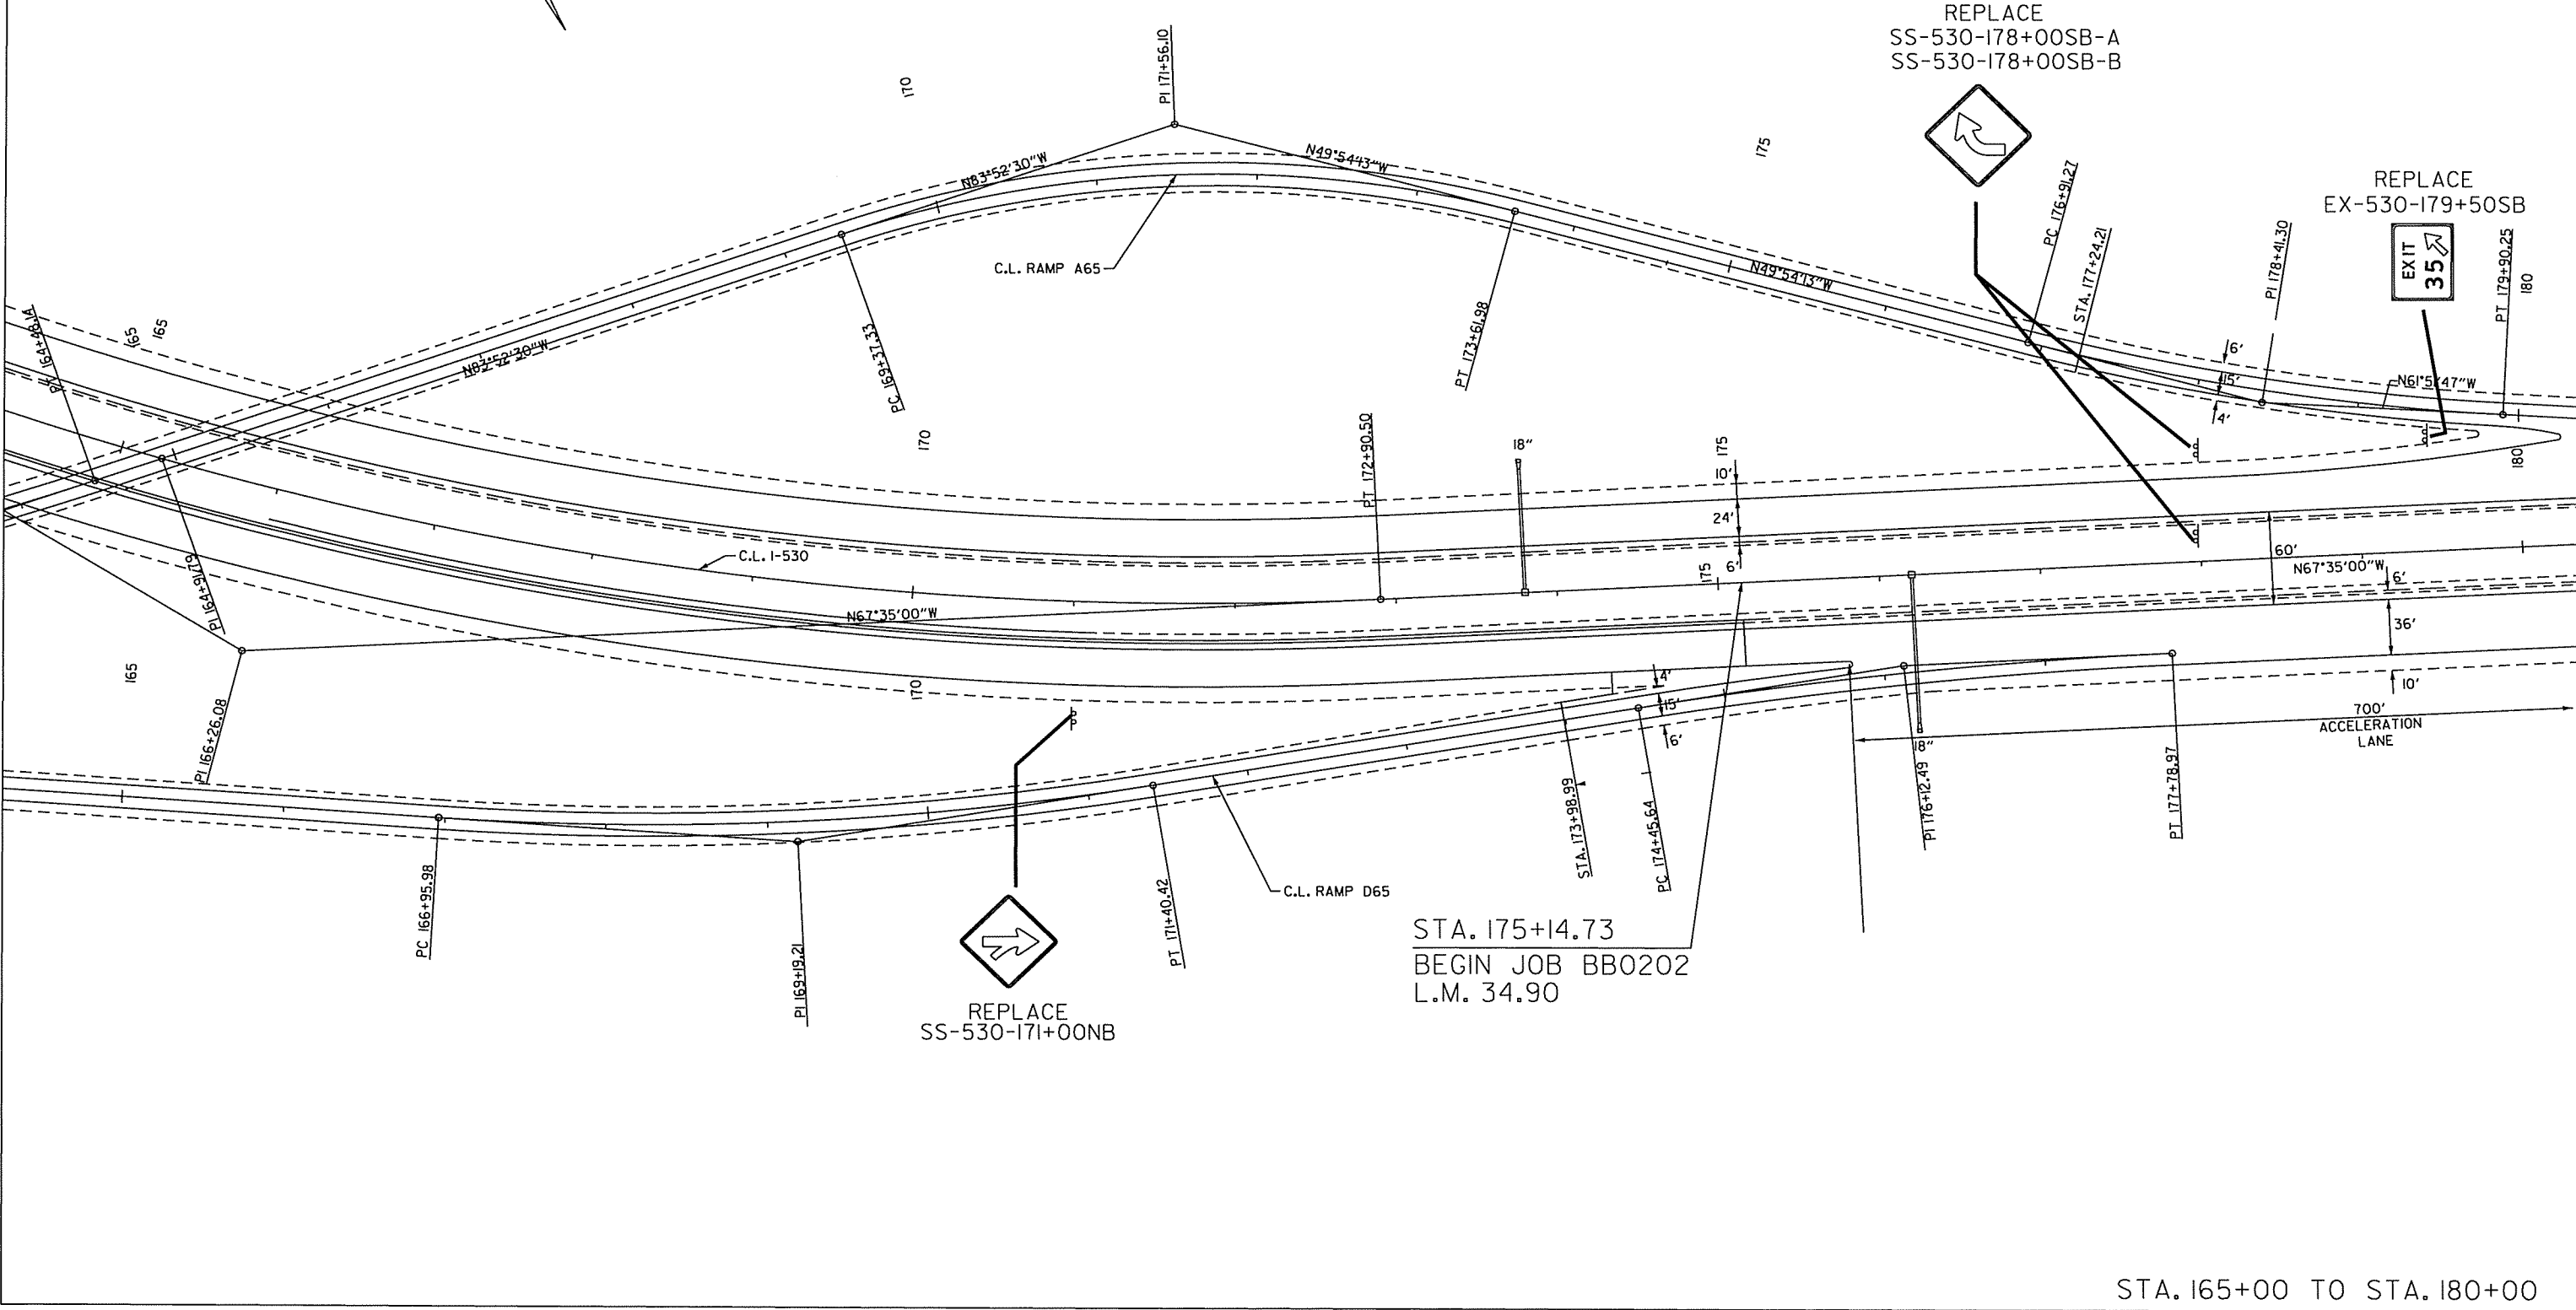 REPLACE
SS-530-178+00SB-A
SS-530-178+00SB-B
PI 171+56.10
170
N83°52'30"W
N49°54'13"W
175
PC 176+91.27
STA. 177+24.21
REPLACE
EX-530-179+50SB
EXIT
35
PI 178+41.30
PT 179+90.25
180
C.L. RAMP A65
N49°54'13"W
PT 164+48.14
165
165
N83°52'30"W
PC 169+37.33
PT 173+61.98
6'
15'
4'
N61°5'47"W
170
PT 172+90.50
18"
175
10'
24'
6'
175
180
60'
N67°35'00"W
6'
36'
10'
C.L. I-530
N67°35'00"W
PI 164+91.79
165
PI 166+26.08
170
4'
15'
6'
700'
ACCELERATION
LANE
18"
PI 176+12.49
PT 177+78.97
STA. 173+98.99
PC 174+45.64
PC 166+95.98
PI 169+19.21
PT 171+40.42
C.L. RAMP D65
STA. 175+14.73
BEGIN JOB BB0202
L.M. 34.90
REPLACE
SS-530-171+00NB
STA. 165+00 TO STA. 180+00